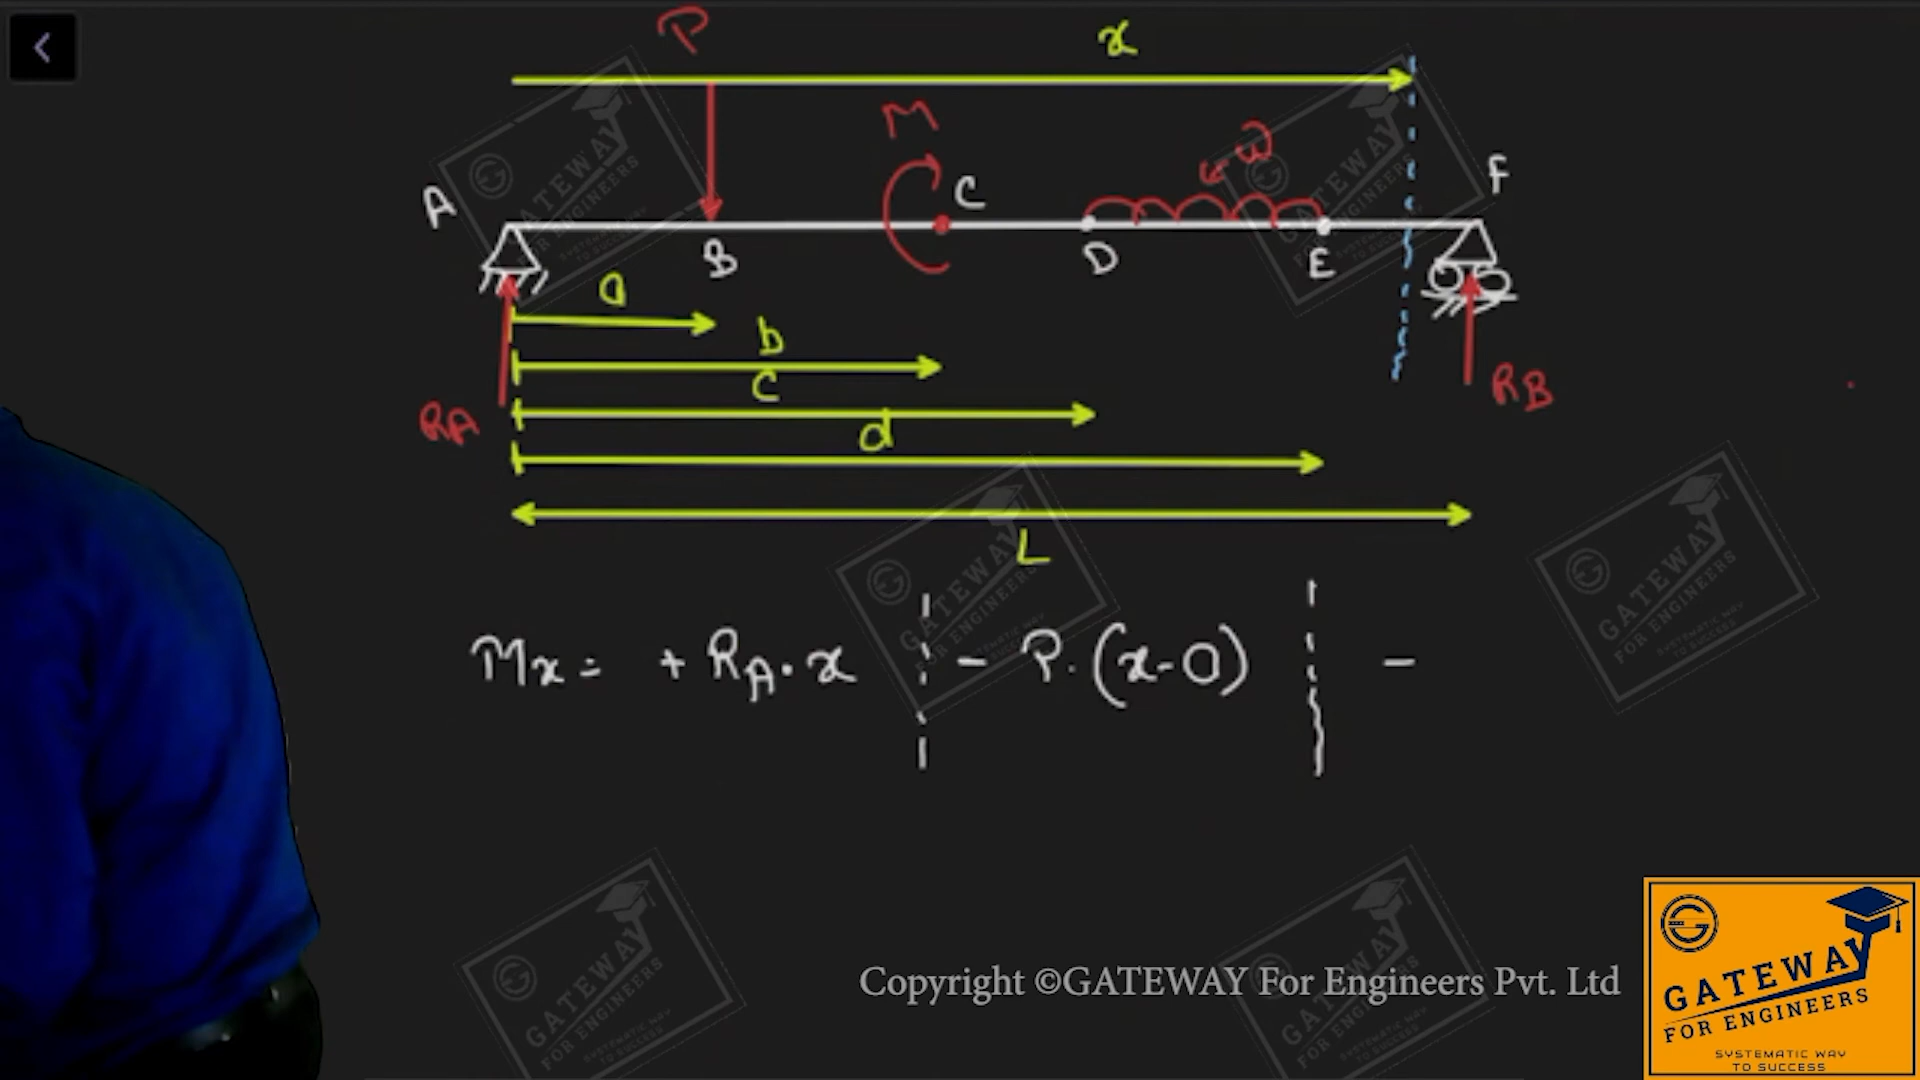 P
x
M
W
A
C
F
B
D
E
a
b
c
d
RA
RB
L
Mx = + RA . x - P . (x-a) -
Copyright ©GATEWAY For Engineers Pvt. Ltd
GATEWAY
FOR ENGINEERS
SYSTEMATIC WAY
TO SUCCESS